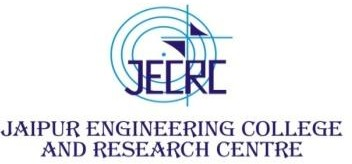 JECRC
JAIPUR ENGINEERING COLLEGE
AND RESEARCH CENTRE